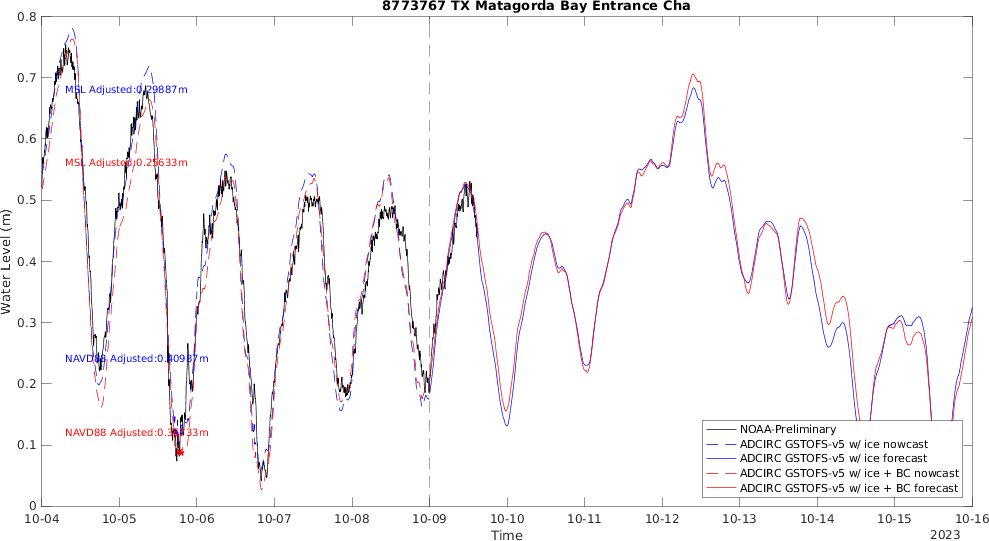 8773767 TX Matagorda Bay Entrance Cha
0.8
0.7
0.6
0.5
0.4
0.3
0.2
0.1
0
Water Level (m)
MSL Adjusted:0.29887m
MSL Adjusted:0.25633m
NAVD88 Adjusted:0.40987m
NAVD88 Adjusted:
NOAA-Preliminary
ADCIRC GSTOFS-v5 w/ ice nowcast
ADCIRC GSTOFS-v5 w/ ice forecast
ADCIRC GSTOFS-v5 w/ ice + BC nowcast
ADCIRC GSTOFS-v5 w/ ice + BC forecast
10-04 10-05 10-06 10-07 10-08 10-09 10-10 10-11 10-12 10-13 10-14 10-15 10-16
Time
2023